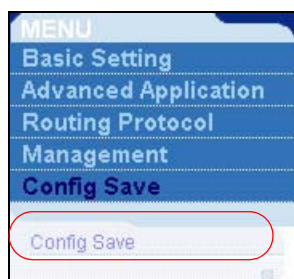 MENU
Basic Setting
Advanced Application
Routing Protocol
Management
Config Save
Config Save